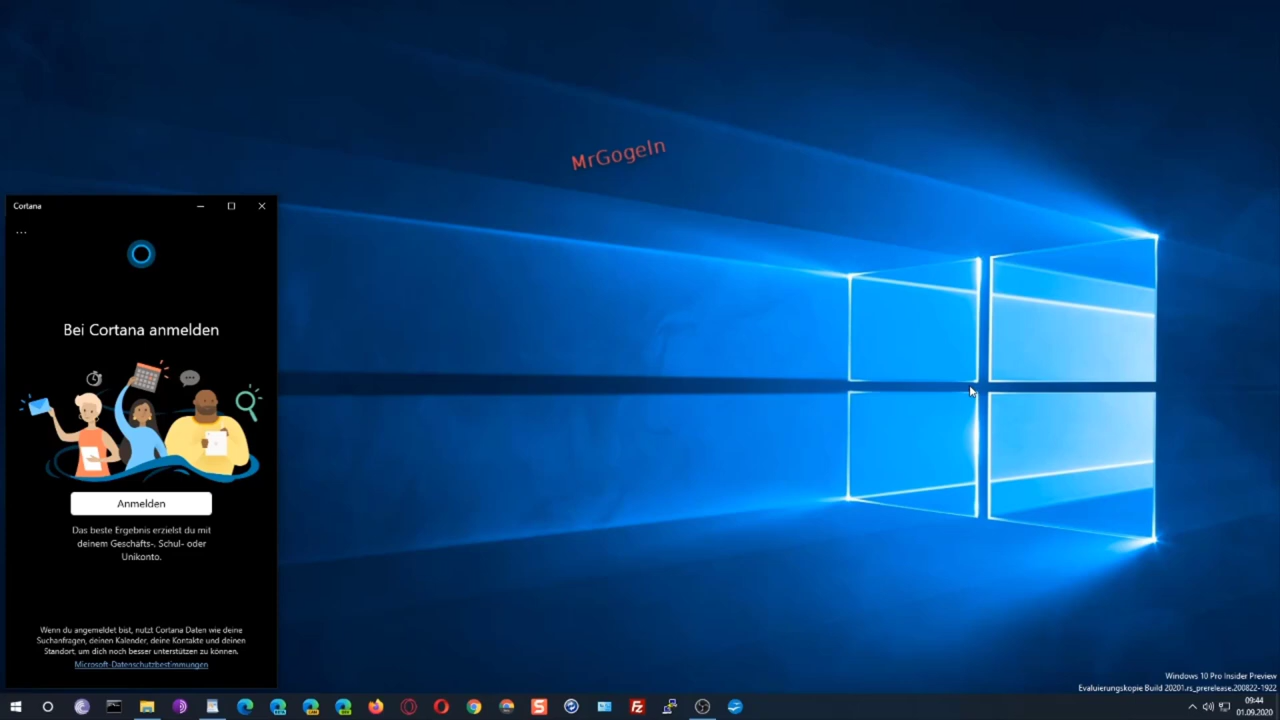 MrGogeln
Cortana
...
Bei Cortana anmelden
Anmelden
Das beste Ergebnis erzielst du mit
deinem Geschäfts-, Schul- oder
Unikonto.
Wenn du angemeldet bist, nutzt Cortana Daten wie deine
Suchanfragen, deinen Kalender, deine Kontakte und deinen
Standort, um dich noch besser unterstützen zu können.
Microsoft-Datenschutzbestimmungen
Windows 10 Pro Insider Preview
Evaluierungskopie Build 20201.rs_prerelease.200822-1922
09:44
01.09.2020